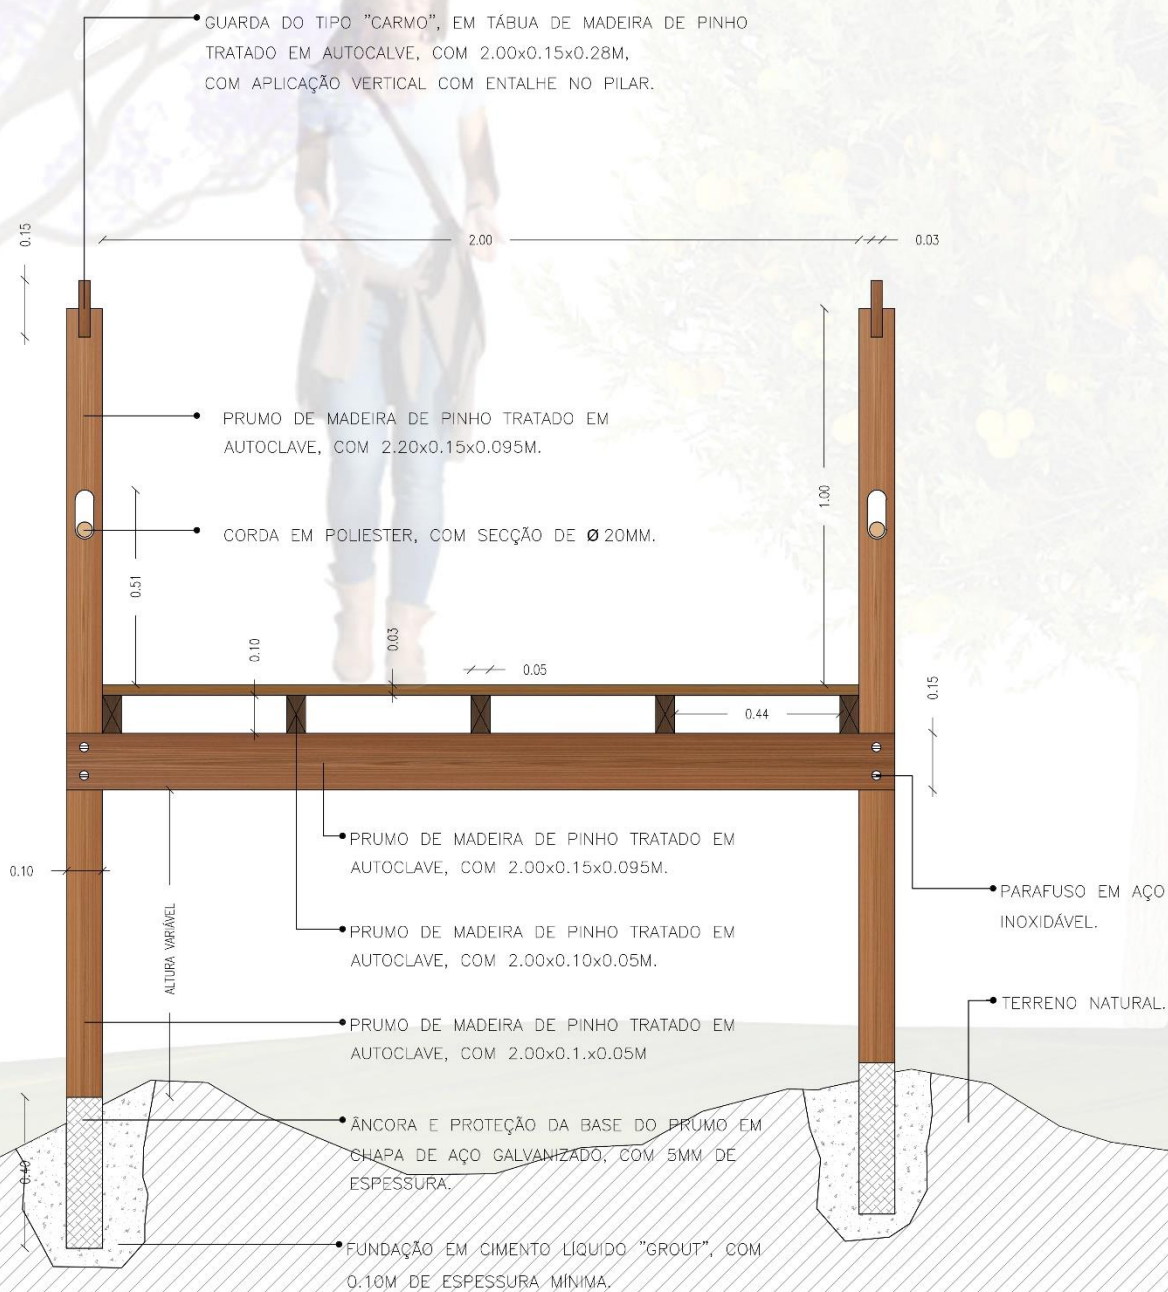 GUARDA DO TIPO "CARMO", EM TÁBUA DE MADEIRA DE PINHO
TRATADO EM AUTOCALVE, COM 2.00x0.15x0.28M,
COM APLICAÇÃO VERTICAL COM ENTALHE NO PILAR.
0.15
2.00
0.03
PRUMO DE MADEIRA DE PINHO TRATADO EM
AUTOCLAVE, COM 2.20x0.15x0.095M.
1.00
CORDA EM POLIESTER, COM SECÇÃO DE Ø 20MM.
0.51
0.10
0.03
0.05
0.15
0.44
PRUMO DE MADEIRA DE PINHO TRATADO EM
AUTOCLAVE, COM 2.00x0.15x0.095M.
0.10
PARAFUSO EM AÇO
INOXIDÁVEL.
ALTURA VARIÁVEL
PRUMO DE MADEIRA DE PINHO TRATADO EM
AUTOCLAVE, COM 2.00x0.10x0.05M.
TERRENO NATURAL.
PRUMO DE MADEIRA DE PINHO TRATADO EM
AUTOCLAVE, COM 2.00x0.1.x0.05M
ÂNCORA E PROTEÇÃO DA BASE DO PRUMO EM
CHAPA DE AÇO GALVANIZADO, COM 5MM DE
ESPESSURA.
0.40
FUNDAÇÃO EM CIMENTO LÍQUIDO "GROUT", COM
0.10M DE ESPESSURA MÍNIMA.